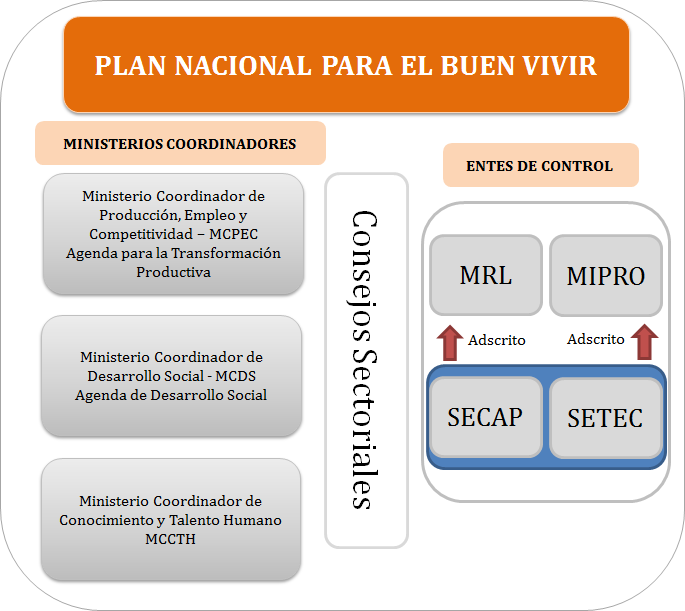 PLAN NACIONAL PARA EL BUEN VIVIR
MINISTERIOS COORDINADORES
Ministerio Coordinador de
Producción, Empleo y
Competitividad – MCPEC
Agenda para la Transformación
Productiva
Ministerio Coordinador de
Desarrollo Social - MCDS
Agenda de Desarrollo Social
Ministerio Coordinador de
Conocimiento y Talento Humano
MCCTH
Consejos Sectoriales
ENTES DE CONTROL
MRL
MIPRO
Adscrito
Adscrito
SECAP
SETEC